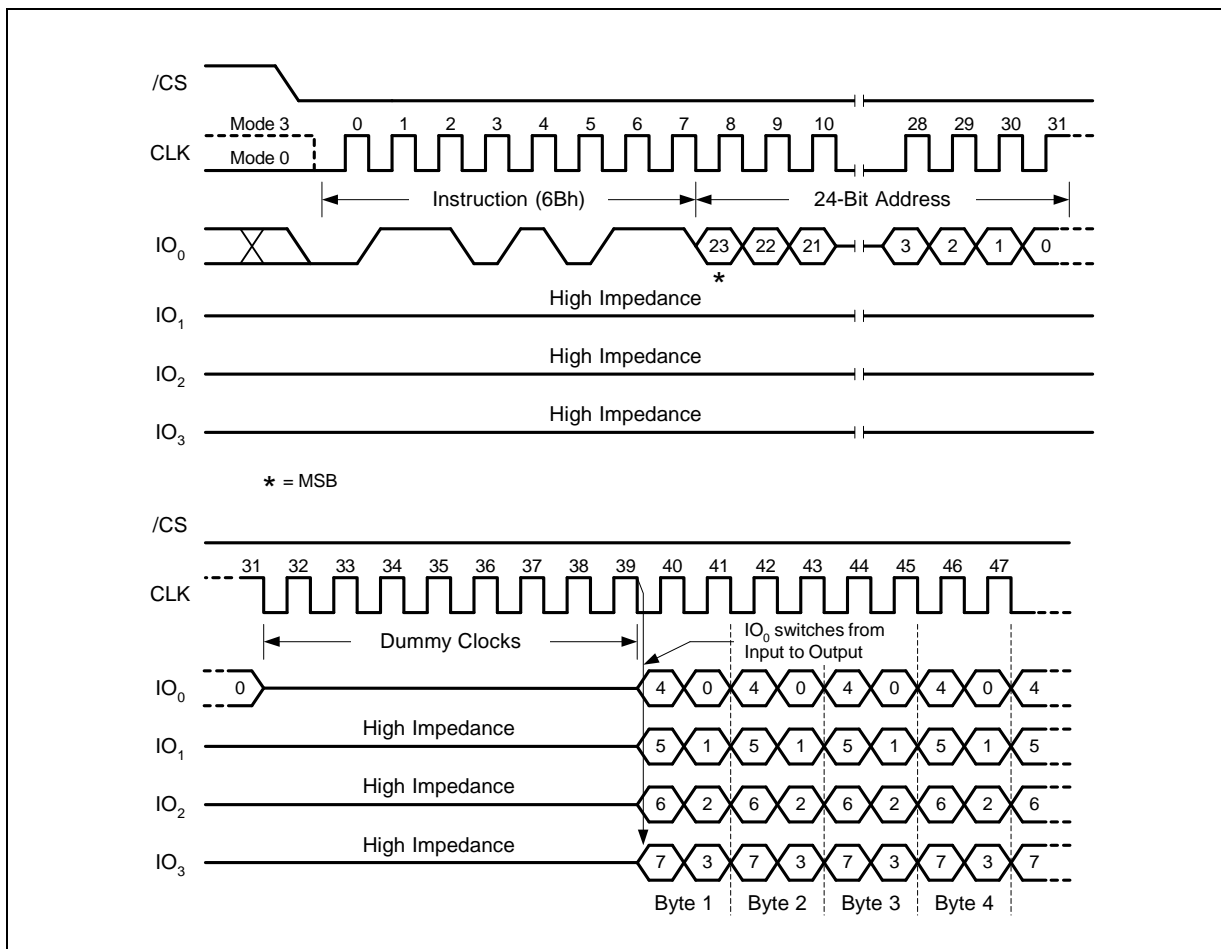 /CS
Mode 3 0 1 2 3 4 5 6 7 8 9 10 28 29 30 31
CLK Mode 0
Instruction (6Bh) 24-Bit Address
IO0 23 22 21 3 2 1 0
*
High Impedance
IO1
High Impedance
IO2
High Impedance
IO3
* = MSB
/CS
31 32 33 34 35 36 37 38 39 40 41 42 43 44 45 46 47
CLK
Dummy Clocks
IO0 switches from
Input to Output
IO0 0 4 0 4 0 4 0 4 0 4
High Impedance
IO1 5 1 5 1 5 1 5 1 5
High Impedance
IO2 6 2 6 2 6 2 6 2 6
High Impedance
IO3 7 3 7 3 7 3 7 3 7
Byte 1 Byte 2 Byte 3 Byte 4